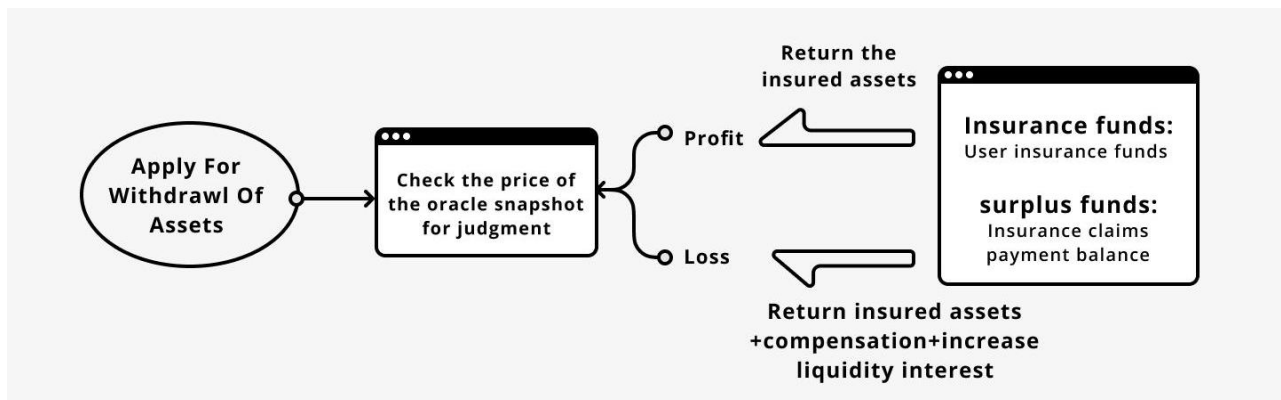 Apply For
Withdrawl Of
Assets
Check the price of
the oracle snapshot
for judgment
Profit
Loss
Return the
insured assets
Return insured assets
+compensation+increase
liquidity interest
Insurance funds:
User insurance funds
surplus funds:
Insurance claims
payment balance